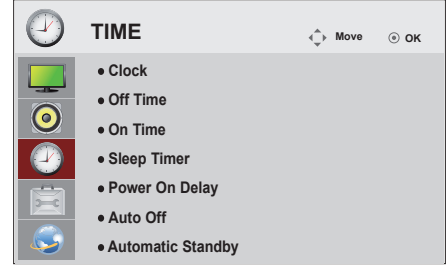 TIME
Move
OK
• Clock
• Off Time
• On Time
• Sleep Timer
• Power On Delay
• Auto Off
• Automatic Standby